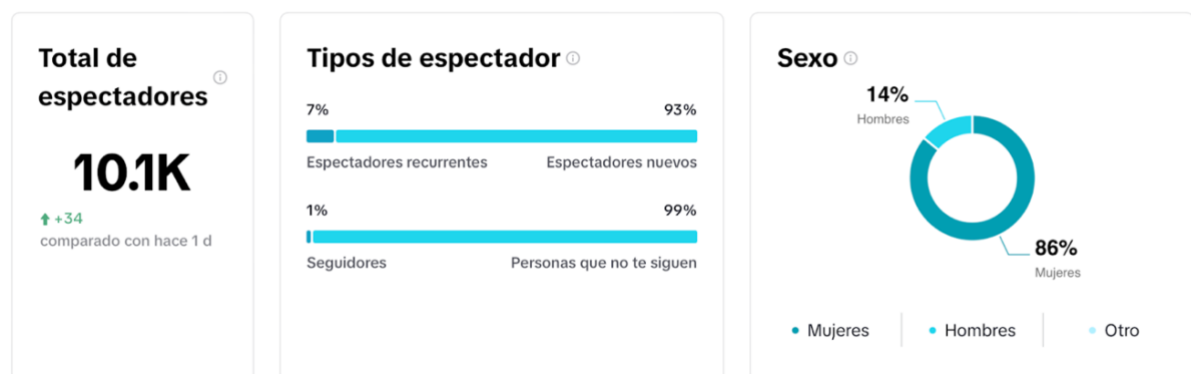 Total de
espectadores
10.1K
+34
comparado con hace 1 d
Tipos de espectador
7% 93%
Espectadores recurrentes Espectadores nuevos
1% 99%
Seguidores Personas que no te siguen
Sexo
14%
Hombres
86%
Mujeres
Mujeres Hombres Otro